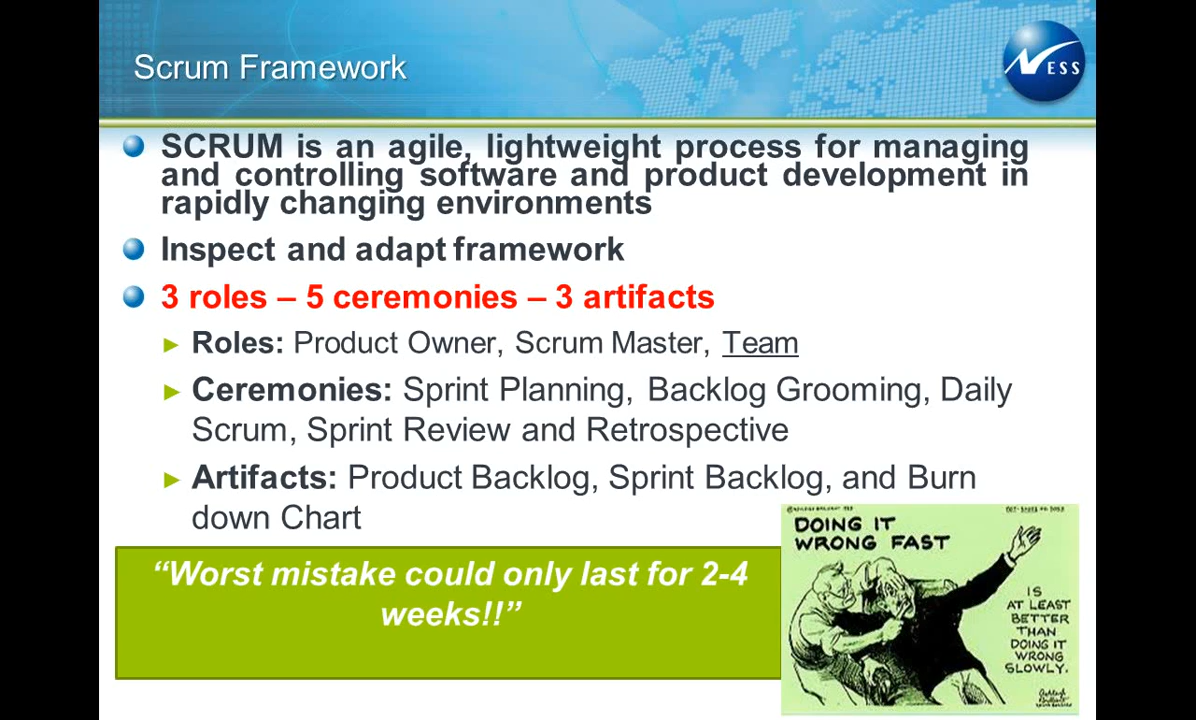 Scrum Framework
NESS
SCRUM is an agile, lightweight process for managing
and controlling software and product development in
rapidly changing environments
Inspect and adapt framework
3 roles – 5 ceremonies – 3 artifacts
Roles: Product Owner, Scrum Master, Team
Ceremonies: Sprint Planning, Backlog Grooming, Daily
Scrum, Sprint Review and Retrospective
Artifacts: Product Backlog, Sprint Backlog, and Burn
down Chart
“Worst mistake could only last for 2-4
weeks!!”
DOING IT
WRONG FAST
IS
AT LEAST
BETTER
THAN
DOING IT
WRONG
SLOWLY.